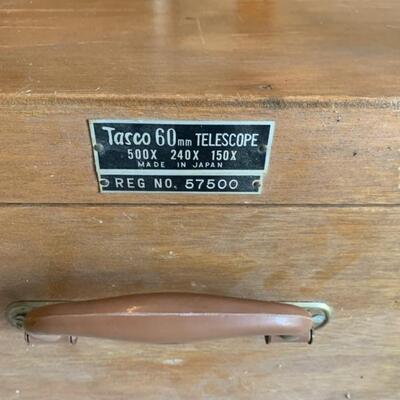 Tasco 60mm TELESCOPE
500X 240X 150X
MADE IN JAPAN
REG NO. 57500